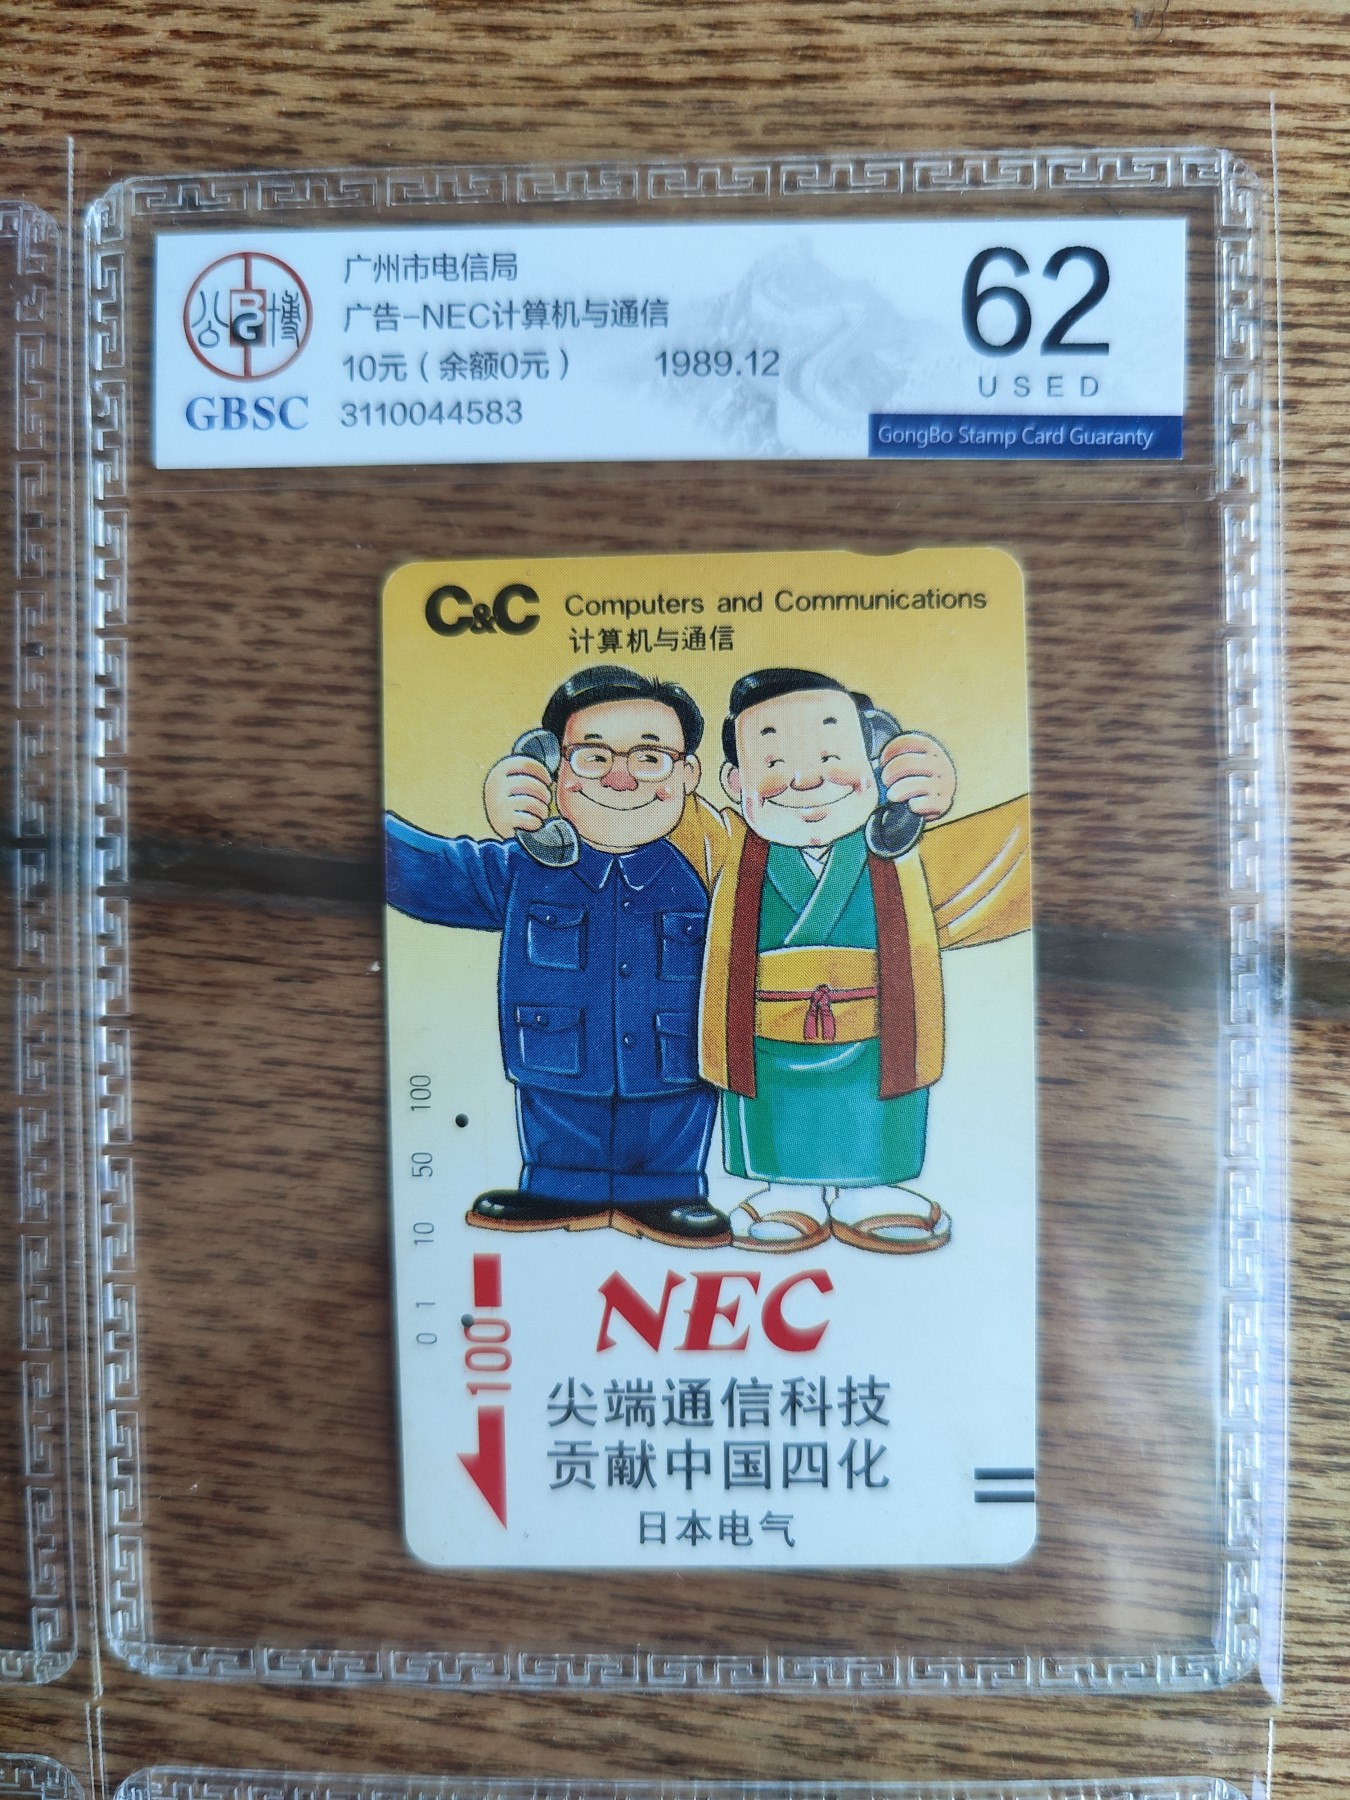 公
BG
博
GBSC
广州市电信局
广告-NEC计算机与通信
10元（余额0元） 1989.12
3110044583
62
USED
GongBo Stamp Card Guaranty
C&C Computers and Communications
计算机与通信
100
50
10
1
0
100
NEC
尖端通信科技
贡献中国四化
日本电气